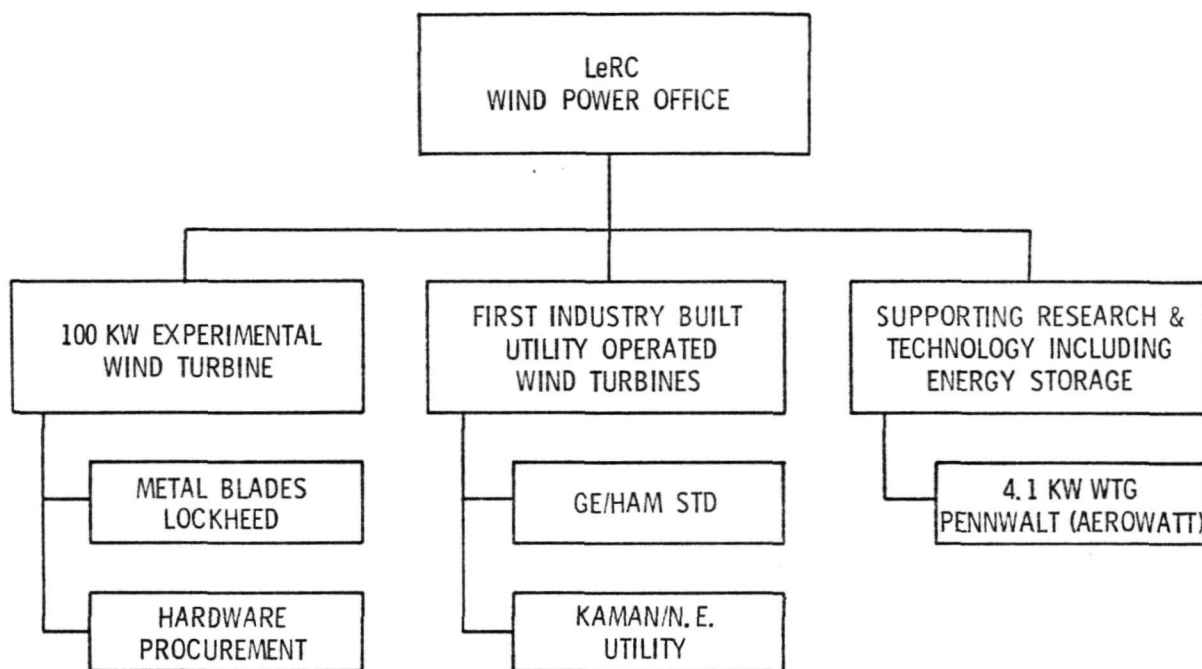 LeRC
WIND POWER OFFICE
100 KW EXPERIMENTAL
WIND TURBINE
FIRST INDUSTRY BUILT
UTILITY OPERATED
WIND TURBINES
SUPPORTING RESEARCH &
TECHNOLOGY INCLUDING
ENERGY STORAGE
METAL BLADES
LOCKHEED
HARDWARE
PROCUREMENT
GE/HAM STD
KAMAN/N. E.
UTILITY
4.1 KW WTG
PENNWALT (AEROWATT)